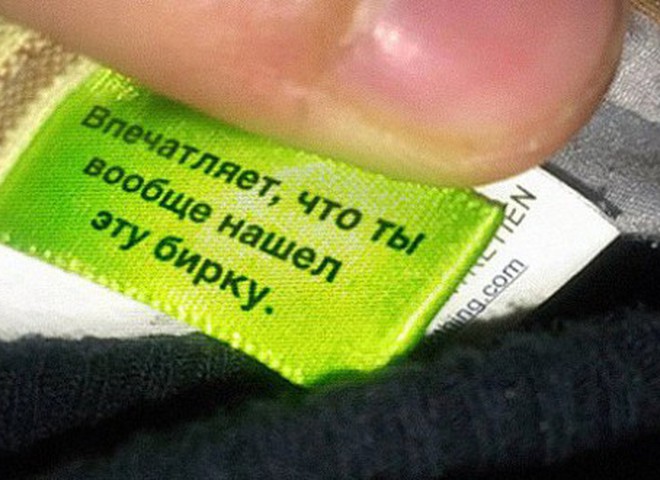 Впечатляет, что ты
вообще нашел
эту бирку.